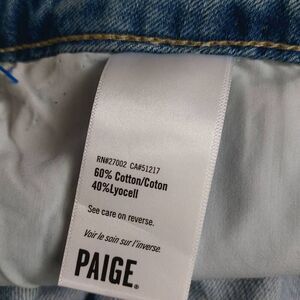 RN#27002 CA#51217
60% Cotton/Coton
40%Lyocell
See care on reverse.
Voir le soin sur l'inverse.
PAIGE.